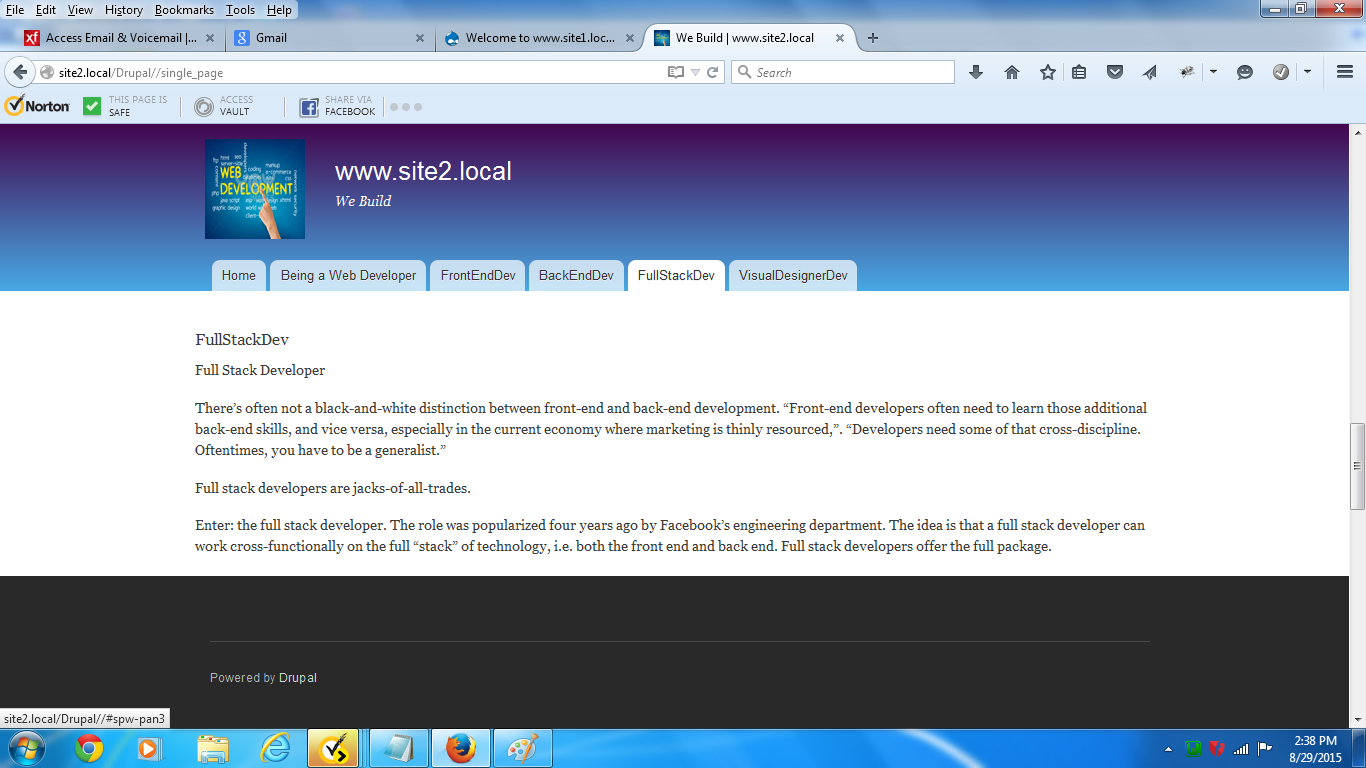 File Edit View History Bookmarks Tools Help
Access Email & Voicemail |... Gmail Welcome to www.site1.loc... We Build | www.site2.local
site2.local/Drupal//single_page Search
Norton THIS PAGE IS SAFE ACCESS VAULT SHARE VIA FACEBOOK
WEB DEVELOPMENT
www.site2.local
We Build
Home Being a Web Developer FrontEndDev BackEndDev FullStackDev VisualDesignerDev
FullStackDev
Full Stack Developer
There’s often not a black-and-white distinction between front-end and back-end development. “Front-end developers often need to learn those additional
back-end skills, and vice versa, especially in the current economy where marketing is thinly resourced,”. “Developers need some of that cross-discipline.
Oftentimes, you have to be a generalist.”
Full stack developers are jacks-of-all-trades.
Enter: the full stack developer. The role was popularized four years ago by Facebook’s engineering department. The idea is that a full stack developer can
work cross-functionally on the full “stack” of technology, i.e. both the front end and back end. Full stack developers offer the full package.
Powered by Drupal
site2.local/Drupal//#spw-pan3
2:38 PM
8/29/2015